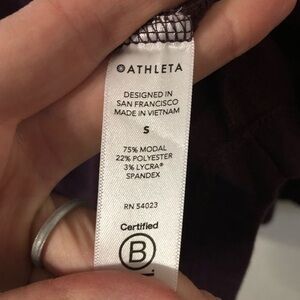 ATHLETA
DESIGNED IN
SAN FRANCISCO
MADE IN VIETNAM
S
75% MODAL
22% POLYESTER
3% LYCRA®
SPANDEX
RN 54023
Certified
B